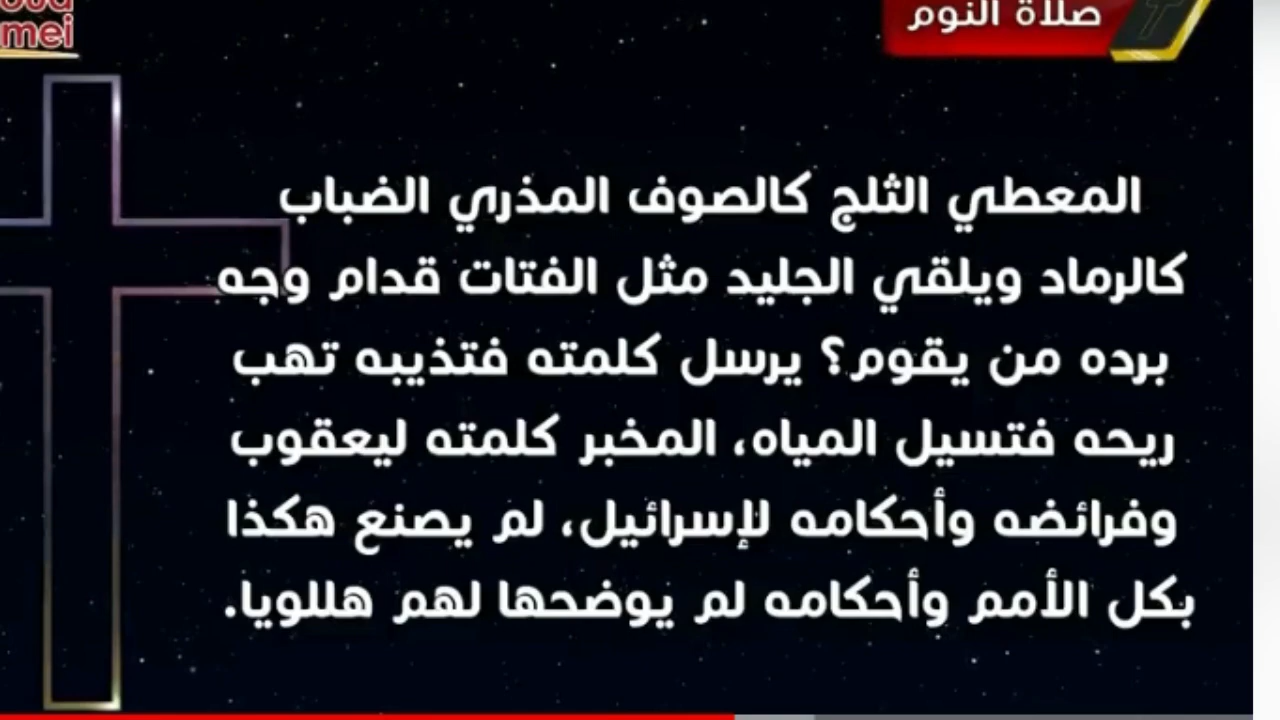 صلاة النوم
المعطي الثلج كالصوف المذري الضباب
كالرماد ويلقي الجليد مثل الفتات قدام وجه
برده من يقوم؟ يرسل كلمته فتذيبه تهب
ريحه فتسيل المياه، المخبر كلمته ليعقوب
وفرائضه وأحكامه لإسرائيل، لم يصنع هكذا
بكل الأمم وأحكامه لم يوضحها لهم هللويا.